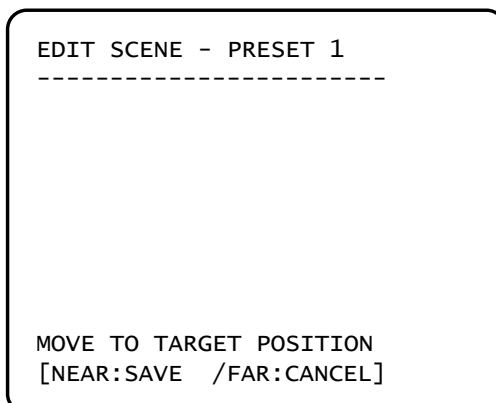 EDIT SCENE - PRESET 1
------------------------
MOVE TO TARGET POSITION
[NEAR:SAVE  /FAR:CANCEL]